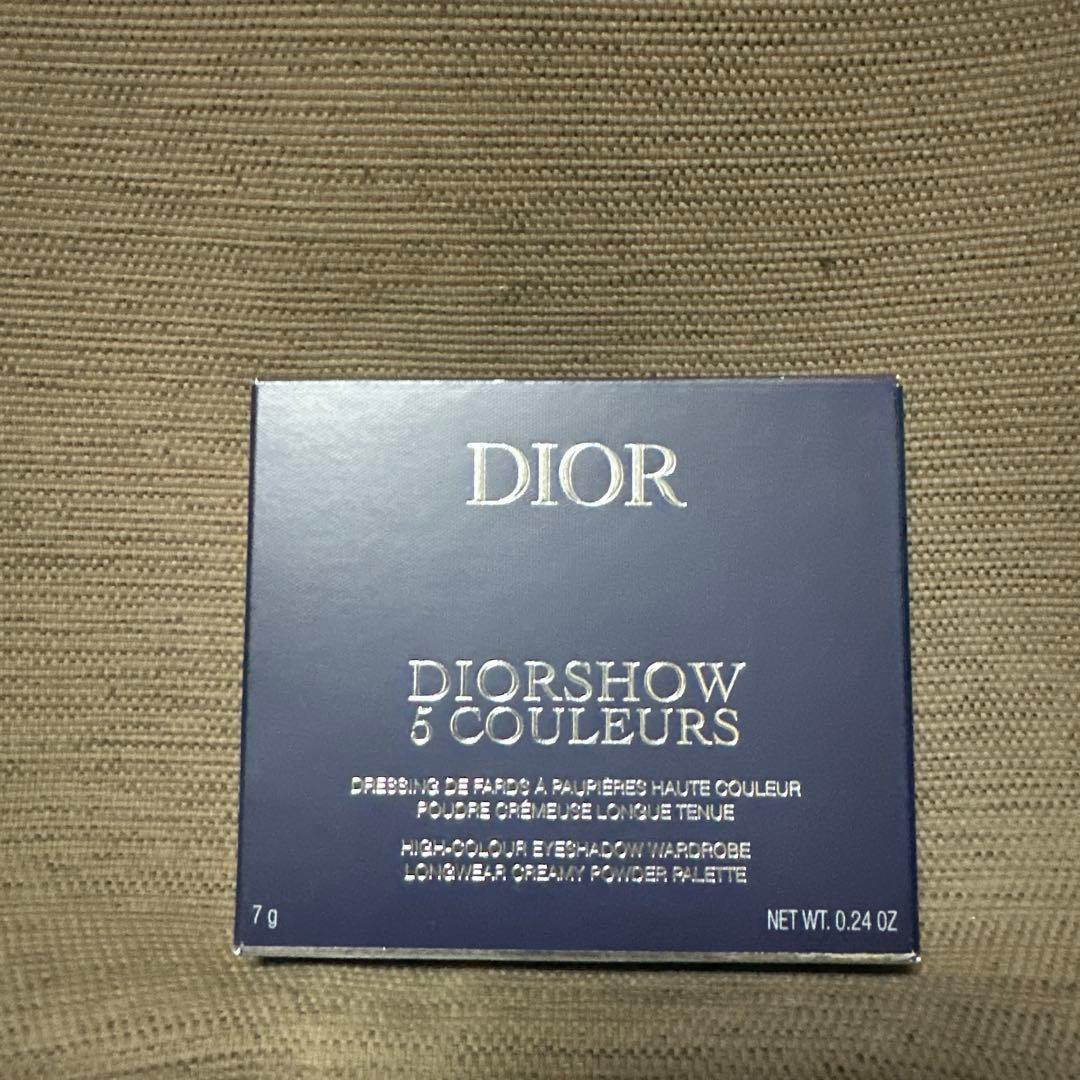 DIOR
DIORSHOW
5 COULEURS
DRESSING DE FARDS À PAUPIÈRES HAUTE COULEUR
POUDRE CRÉMEUSE LONGUE TENUE
HIGH-COLOUR EYESHADOW WARDROBE
LONGWEAR CREAMY POWDER PALETTE
7 g
NET WT. 0.24 OZ